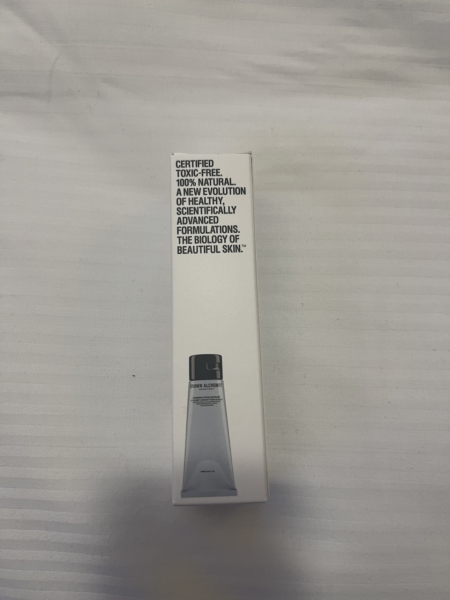 CERTIFIED
TOXIC-FREE.
100% NATURAL.
A NEW EVOLUTION
OF HEALTHY,
SCIENTIFICALLY
ADVANCED
FORMULATIONS.
THE BIOLOGY OF
BEAUTIFUL SKIN.™